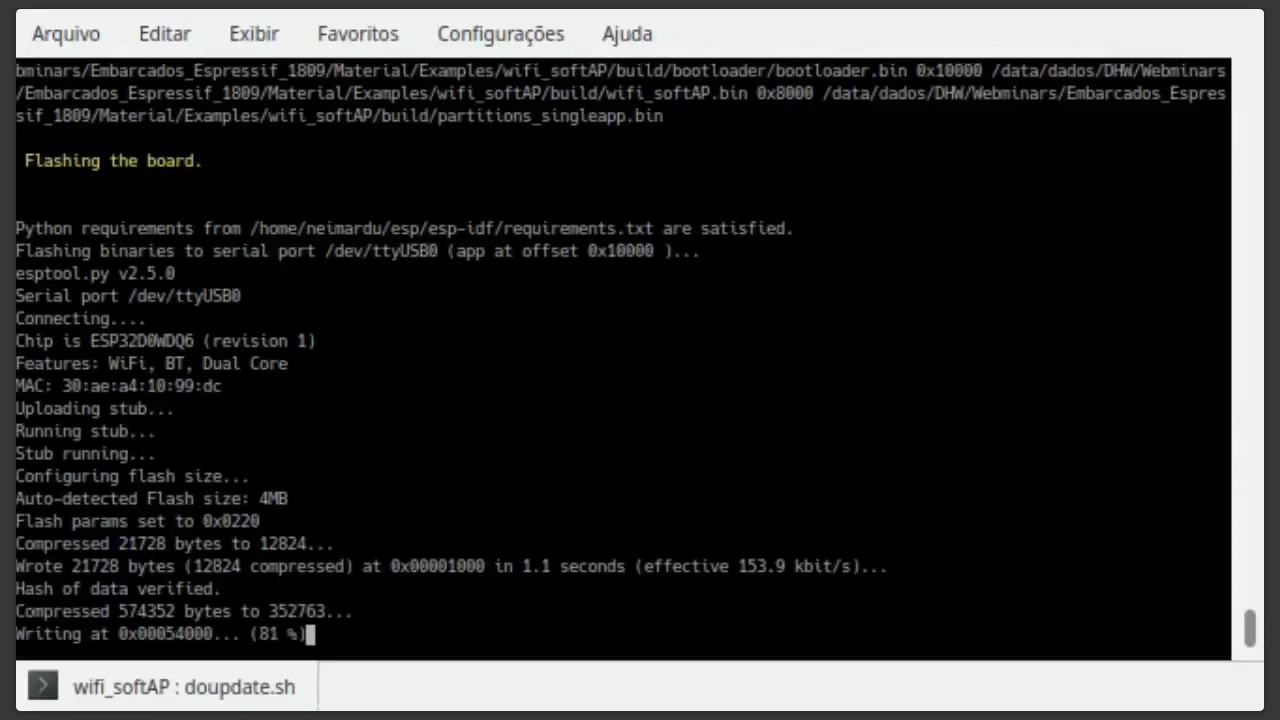 Arquivo Editar Exibir Favoritos Configurações Ajuda
bminars/Embarcados_Espressif_1809/Material/Examples/wifi_softAP/build/bootloader/bootloader.bin 0x10000 /data/dados/DHW/Webminars
/Embarcados_Espressif_1809/Material/Examples/wifi_softAP/build/wifi_softAP.bin 0x8000 /data/dados/DHW/Webminars/Embarcados_Espres
sif_1809/Material/Examples/wifi_softAP/build/partitions_singleapp.bin
Flashing the board.
Python requirements from /home/neimardu/esp/esp-idf/requirements.txt are satisfied.
Flashing binaries to serial port /dev/ttyUSB0 (app at offset 0x10000 )...
esptool.py v2.5.0
Serial port /dev/ttyUSB0
Connecting....
Chip is ESP32D0WDQ6 (revision 1)
Features: WiFi, BT, Dual Core
MAC: 30:ae:a4:10:99:dc
Uploading stub...
Running stub...
Stub running...
Configuring flash size...
Auto-detected Flash size: 4MB
Flash params set to 0x0220
Compressed 21728 bytes to 12824...
Wrote 21728 bytes (12824 compressed) at 0x00001000 in 1.1 seconds (effective 153.9 kbit/s)...
Hash of data verified.
Compressed 574352 bytes to 352763...
Writing at 0x00054000... (81 %)
wifi_softAP : doupdate.sh